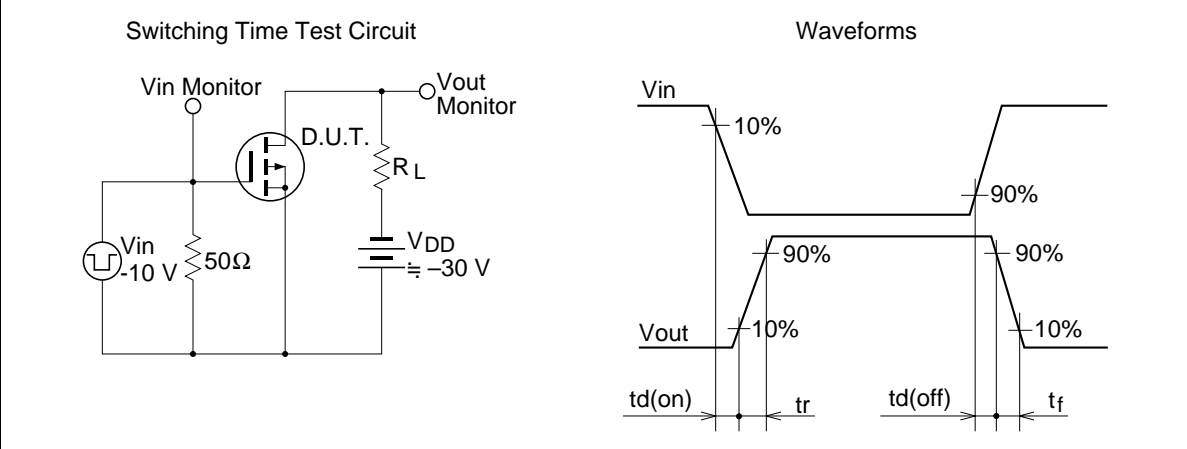 Switching Time Test Circuit
Vin Monitor
Vout
Monitor
D.U.T.
RL
Vin
-10 V
50Ω
VDD
≒ –30 V
Waveforms
Vin
10%
90%
90%
90%
Vout
10%
10%
td(on)
tr
td(off)
tf